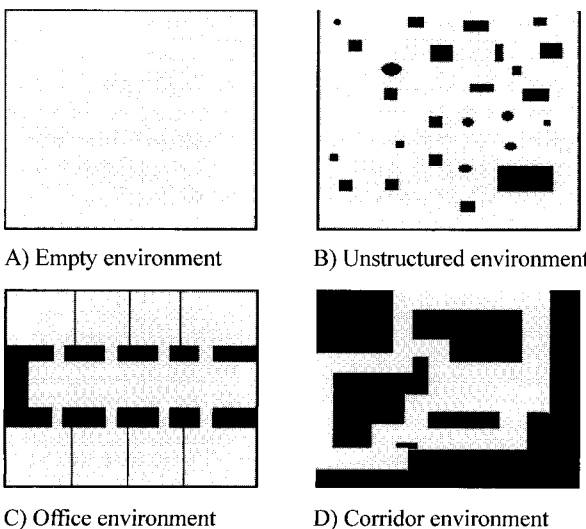 A) Empty environment
B) Unstructured environment
C) Office environment
D) Corridor environment